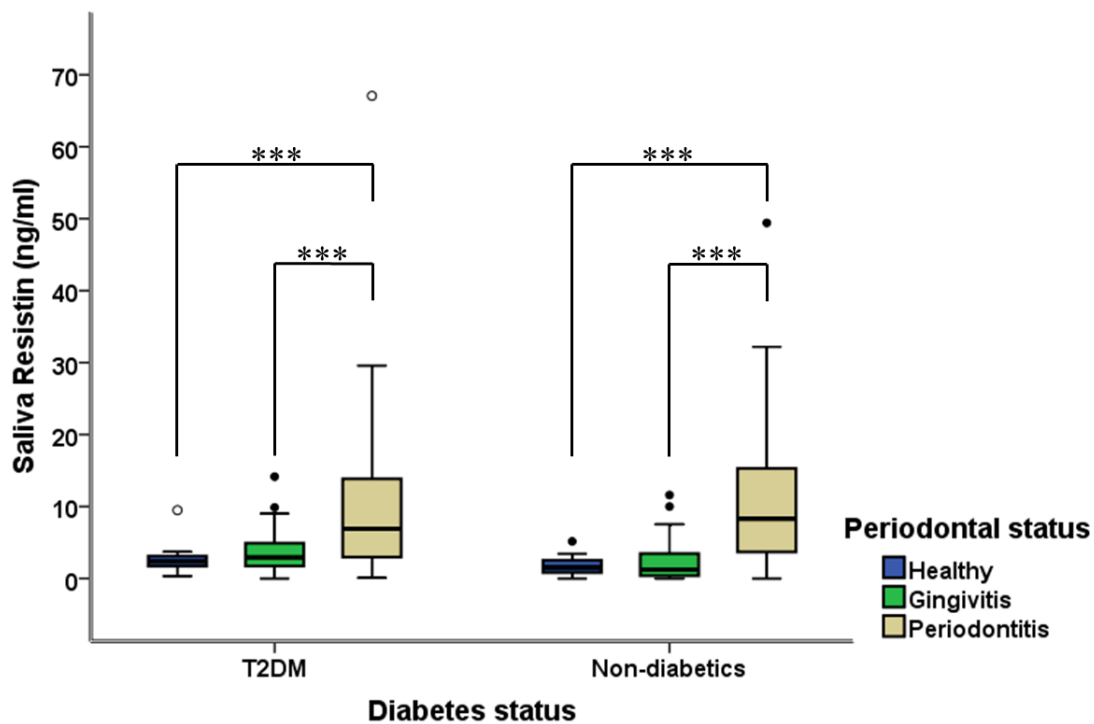 Saliva Resistin (ng/ml)
70
60
50
40
30
20
10
0
***
***
***
***
T2DM
Non-diabetics
Diabetes status
Periodontal status
Healthy
Gingivitis
Periodontitis